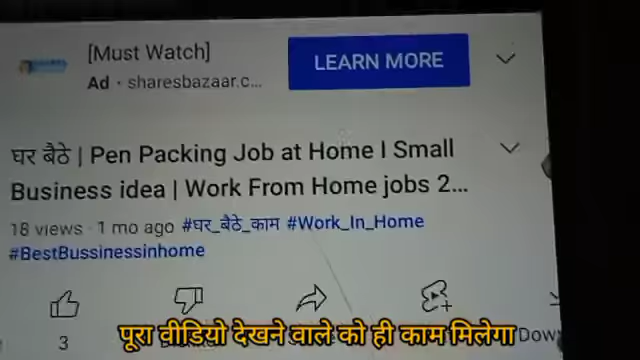 [Must Watch]
Ad · sharesbazaar.c...
LEARN MORE
घर बैठे | Pen Packing Job at Home I Small
Business idea | Work From Home jobs 2...
18 views · 1 mo ago #घर_बैठे_काम #Work_In_Home
#BestBussinessinhome
3
पूरा वीडियो देखने वाले को ही काम मिलेगा
Dow